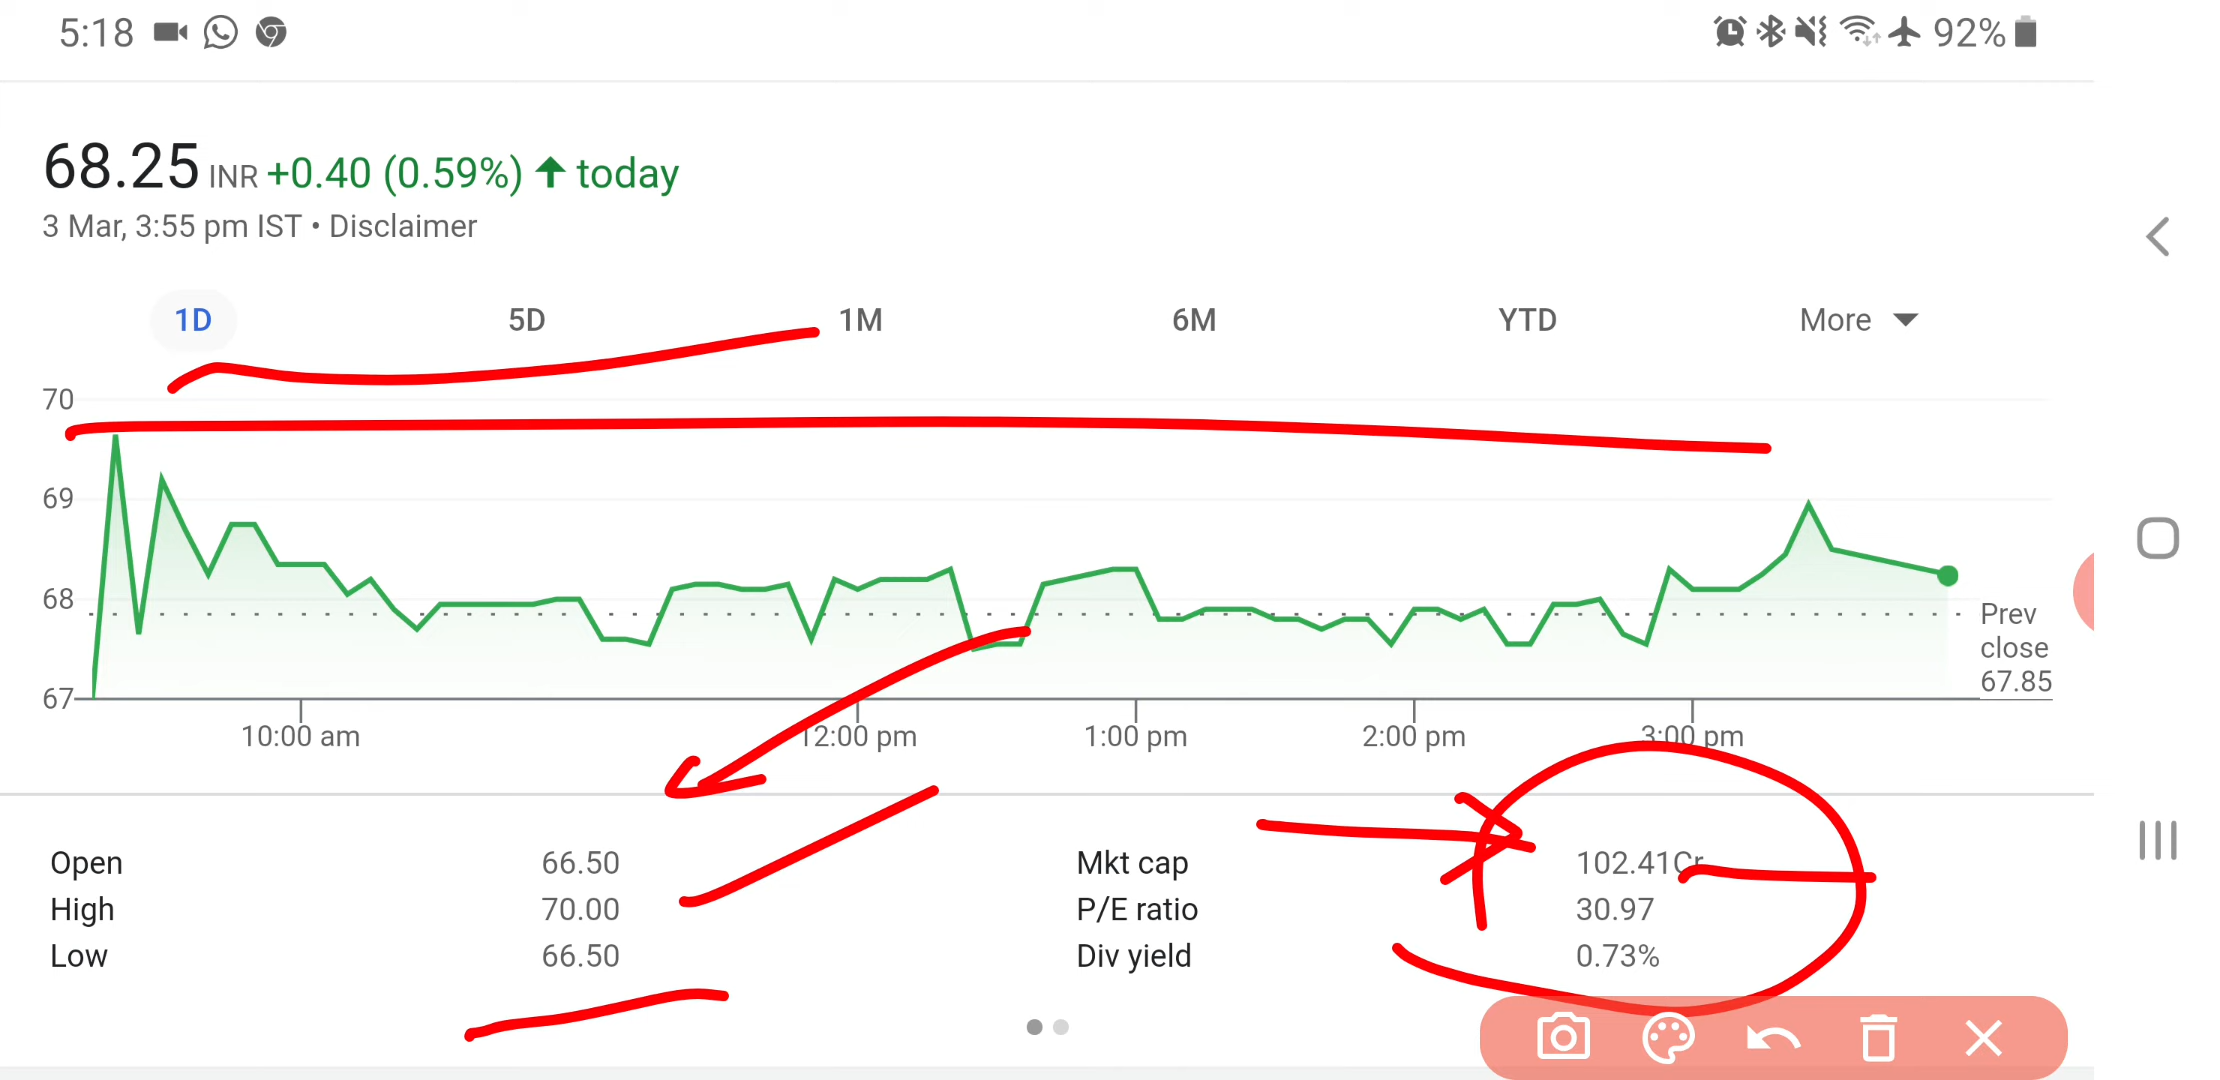 5:18 92%
68.25 INR +0.40 (0.59%) ↑ today
3 Mar, 3:55 pm IST • Disclaimer
1D 5D 1M 6M YTD More
70
69
68
67
Prev
close
67.85
10:00 am 12:00 pm 1:00 pm 2:00 pm 3:00 pm
Open 66.50 Mkt cap 102.41Cr
High 70.00 P/E ratio 30.97
Low 66.50 Div yield 0.73%